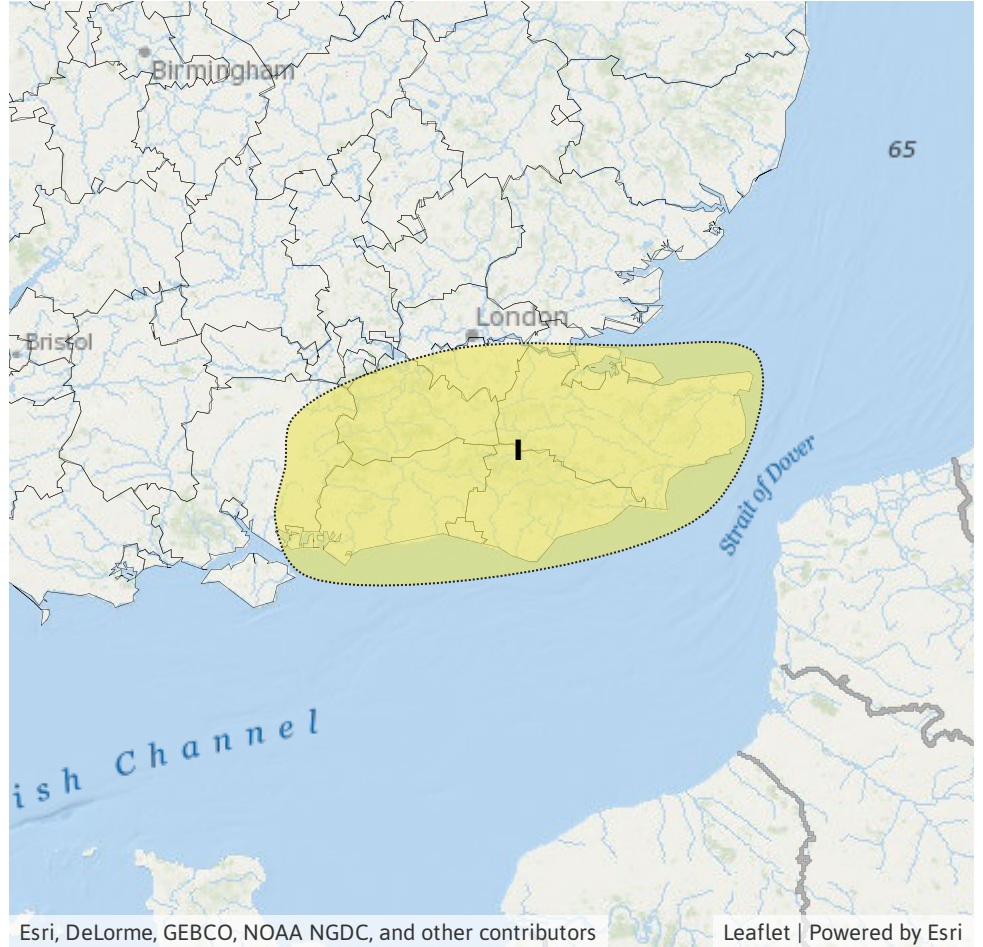 Birmingham
65
London
Bristol
Strait of Dover
ish Channel
Esri, DeLorme, GEBCO, NOAA NGDC, and other contributors
Leaflet | Powered by Esri